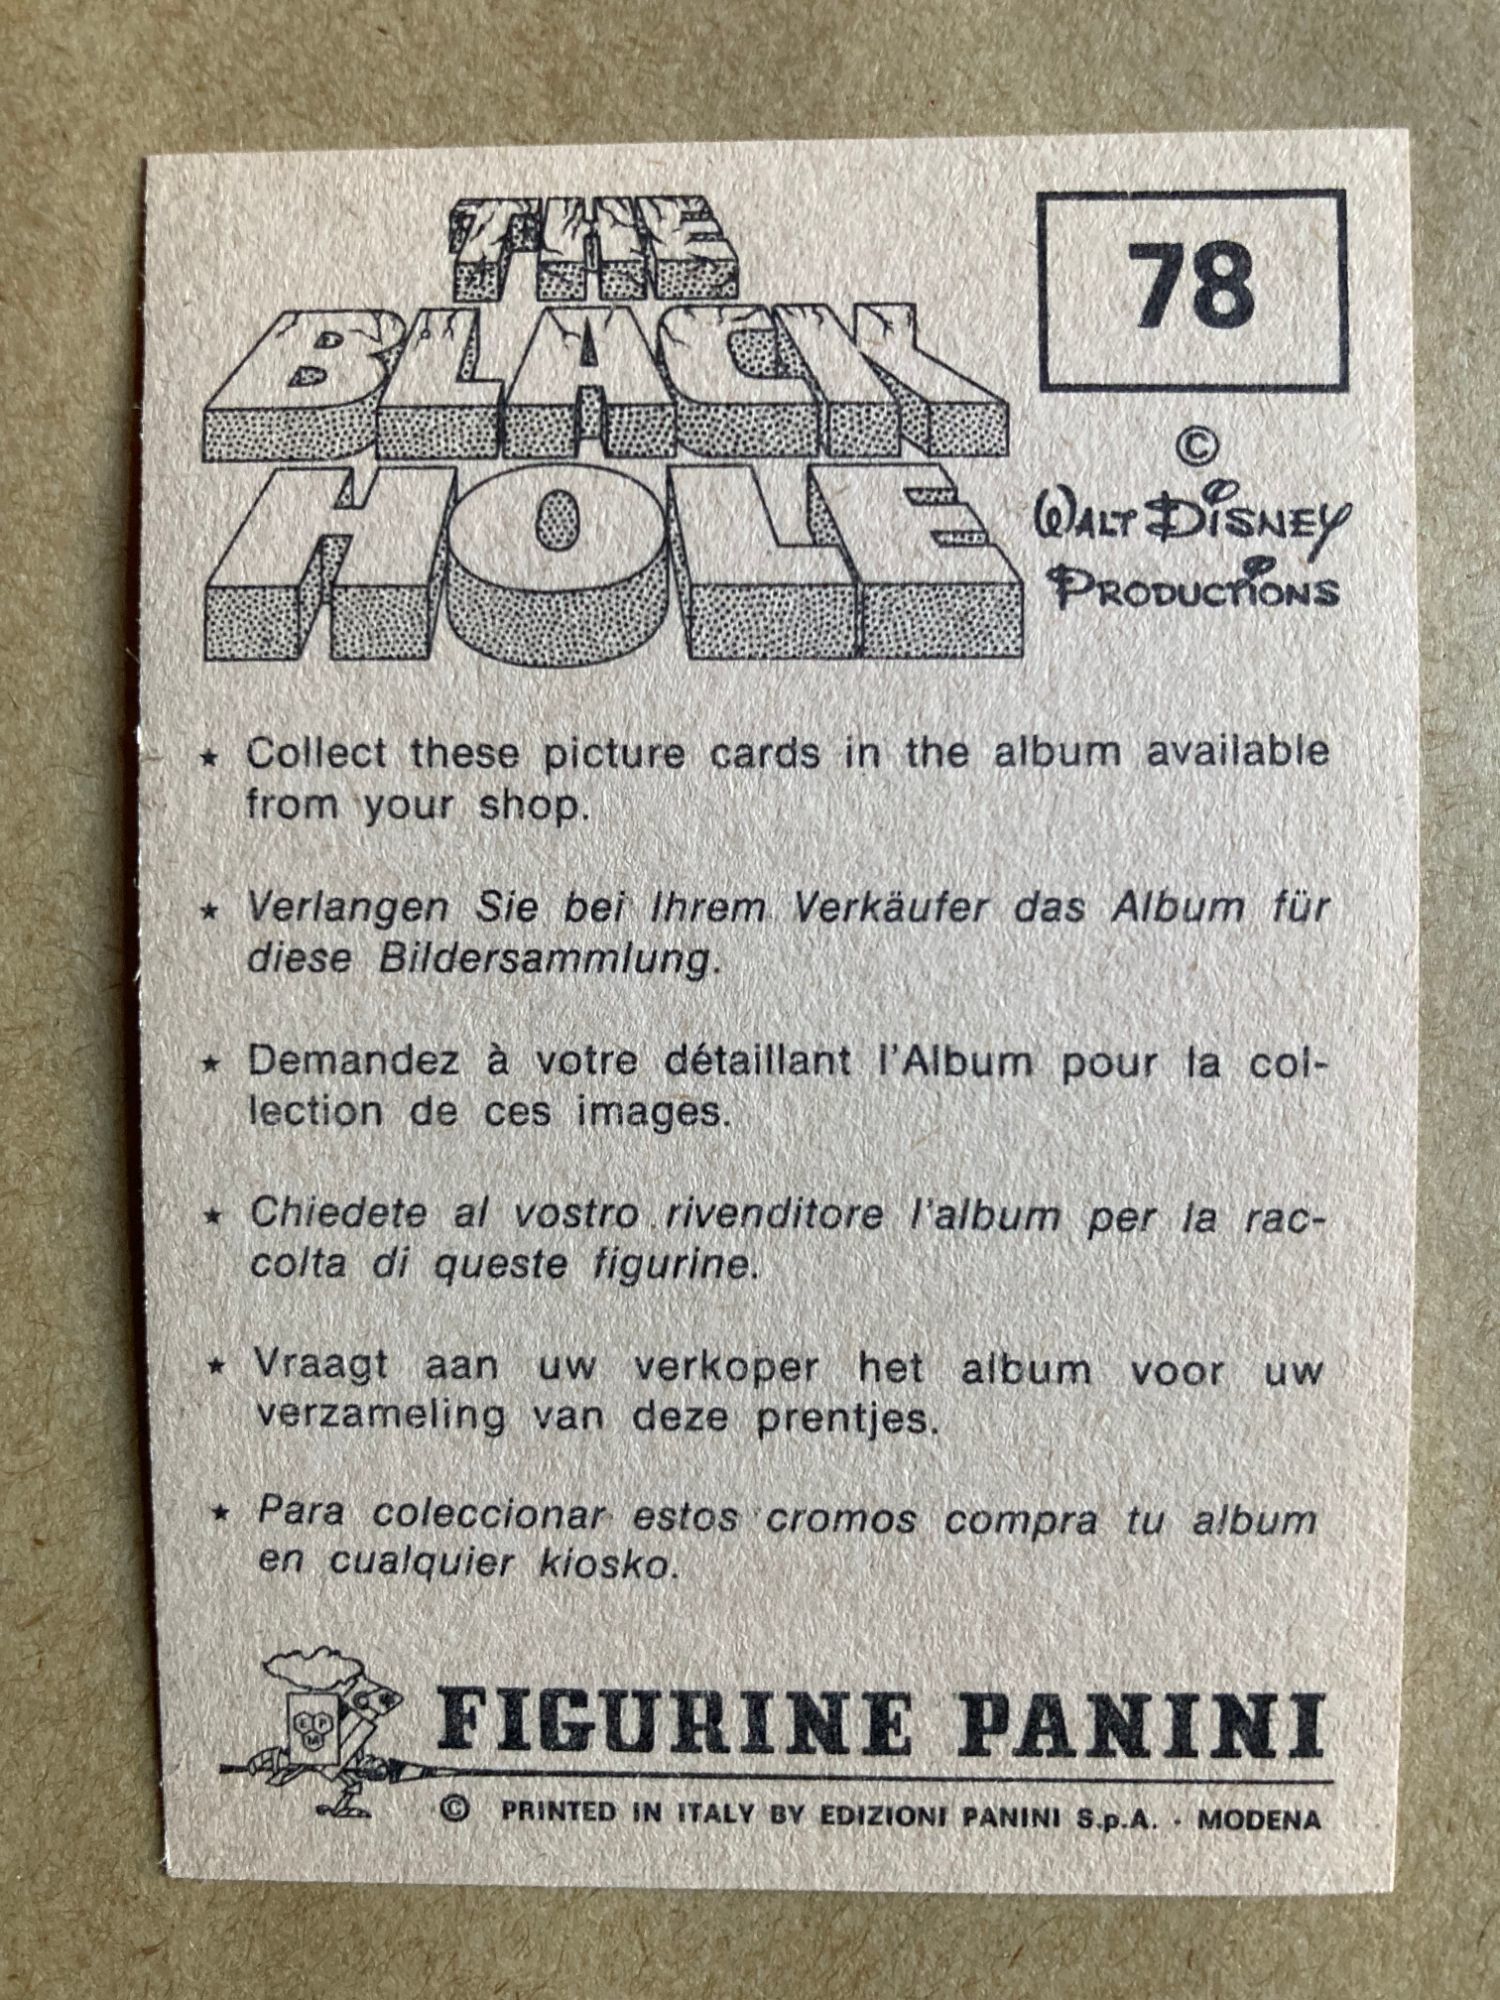 THE
BLACK
HOLE
78
©
WALT DISNEY
PRODUCTIONS
★ Collect these picture cards in the album available
from your shop.
★ Verlangen Sie bei Ihrem Verkäufer das Album für
diese Bildersammlung.
★ Demandez à votre détaillant l'Album pour la col-
lection de ces images.
★ Chiedete al vostro rivenditore l'album per la rac-
colta di queste figurine.
★ Vraagt aan uw verkoper het album voor uw
verzameling van deze prentjes.
★ Para coleccionar estos cromos compra tu album
en cualquier kiosko.
FIGURINE PANINI
© PRINTED IN ITALY BY EDIZIONI PANINI S.p.A. · MODENA